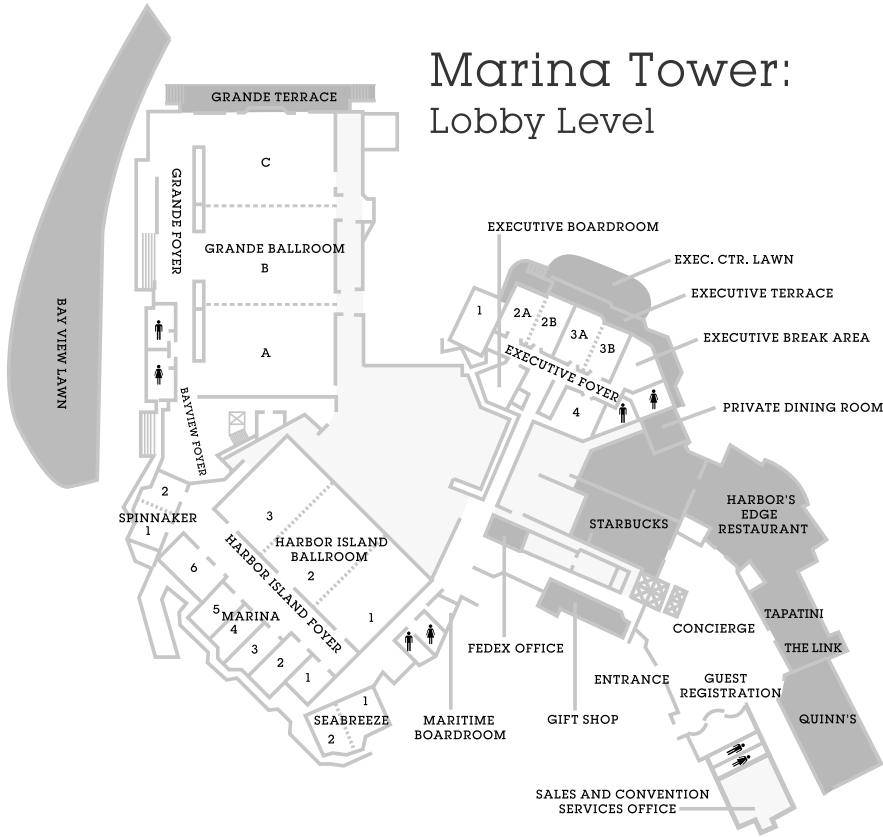 Marina Tower:
Lobby Level
GRANDE TERRACE
C
GRANDE FOYER
GRANDE BALLROOM
B
A
BAY VIEW LAWN
BAYVIEW FOYER
EXECUTIVE BOARDROOM
EXEC. CTR. LAWN
EXECUTIVE TERRACE
EXECUTIVE BREAK AREA
PRIVATE DINING ROOM
1
2A
2B
3A
3B
EXECUTIVE FOYER
4
2
SPINNAKER
1
3
HARBOR ISLAND
BALLROOM
2
1
HARBOR ISLAND FOYER
6
5
MARINA
4
3
2
1
1
SEABREEZE
2
MARITIME
BOARDROOM
STARBUCKS
HARBOR'S
EDGE
RESTAURANT
TAPATINI
THE LINK
QUINN'S
CONCIERGE
FEDEX OFFICE
GIFT SHOP
ENTRANCE
GUEST
REGISTRATION
SALES AND CONVENTION
SERVICES OFFICE